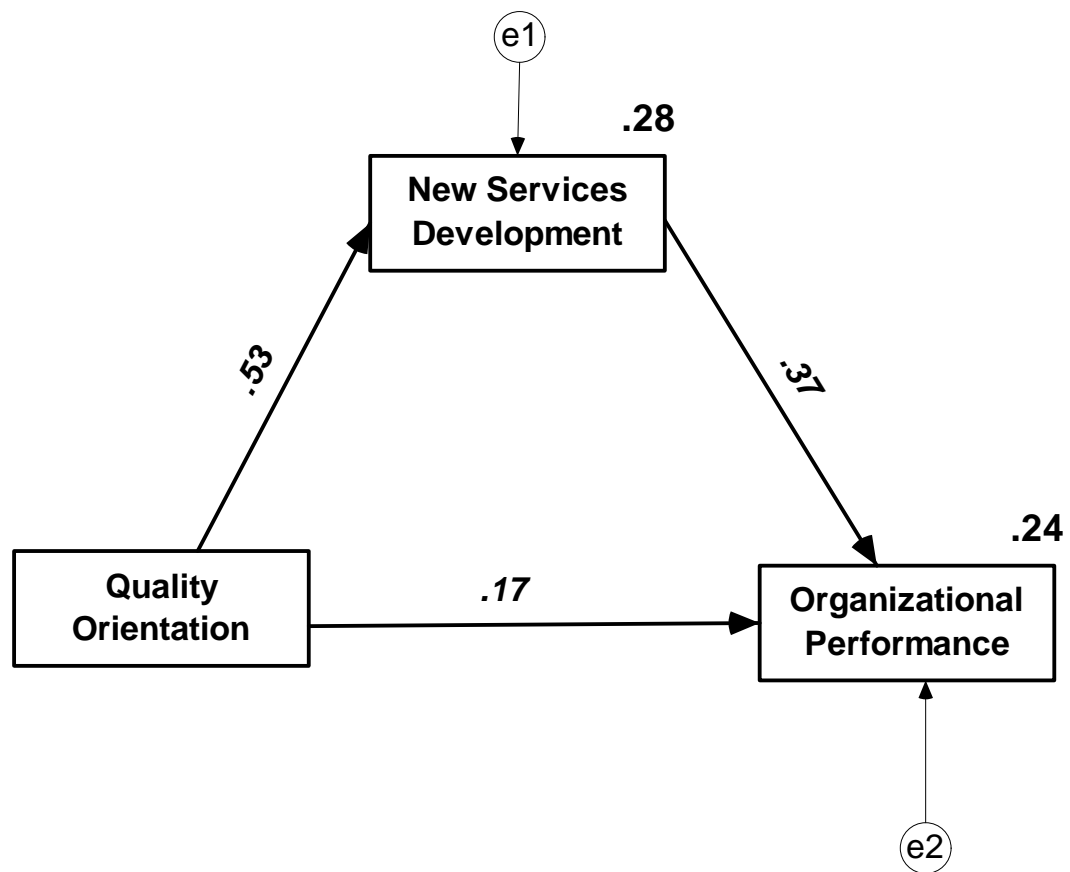 e1
.28
New Services
Development
.53
.37
.24
Quality
Orientation
.17
Organizational
Performance
e2